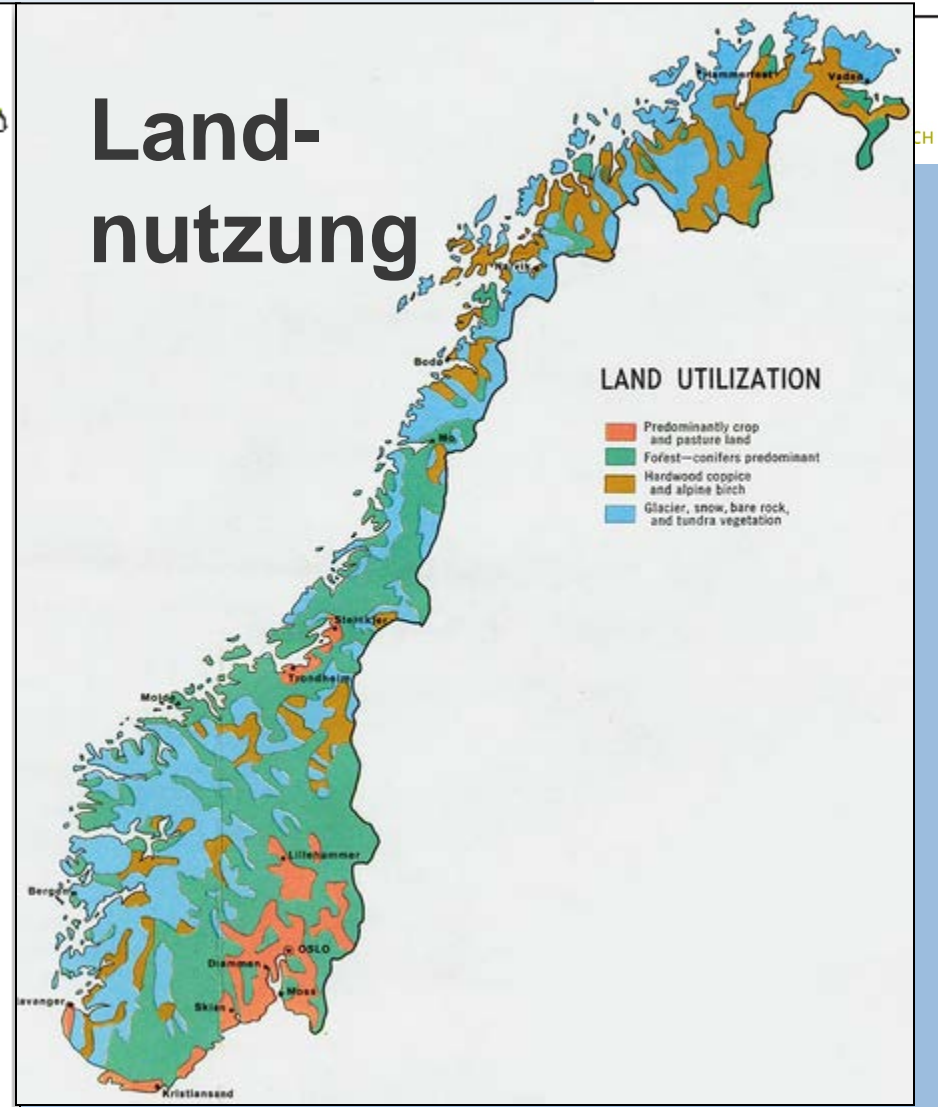 Land-
nutzung
Hammerfest
Vadsø
CH
Narvik
Bodø
LAND UTILIZATION
Predominantly crop
and pasture land
Forest—conifers predominant
Hardwood coppice
and alpine birch
Glacier, snow, bare rock,
and tundra vegetation
Mo
Steinkjer
Trondheim
Molde
Lillehammer
Bergen
OSLO
Drammen
Moss
Skien
tavanger
Kristiansand